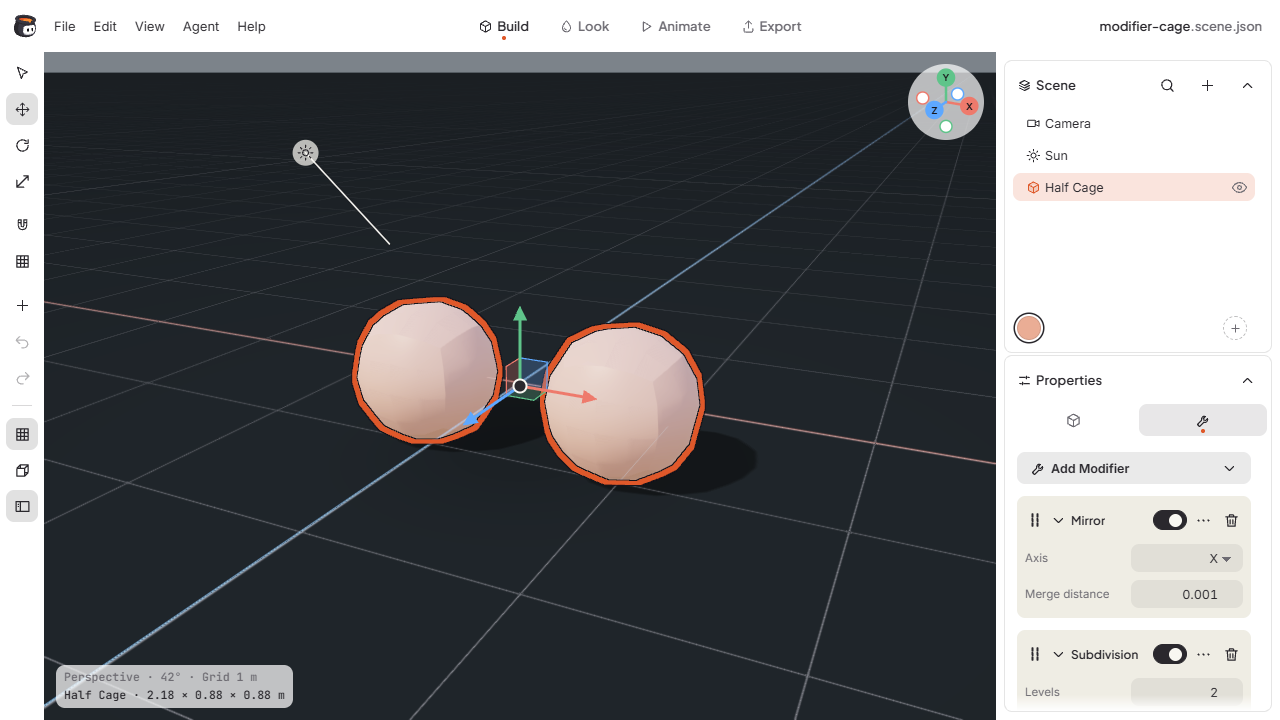 File Edit View Agent Help
Build Look Animate Export
modifier-cage.scene.json
Y
X
Z
Scene
Camera
Sun
Half Cage
Properties
Add Modifier
Mirror
Axis X
Merge distance 0.001
Subdivision
Levels 2
Perspective · 42° · Grid 1 m
Half Cage · 2.18 × 0.88 × 0.88 m